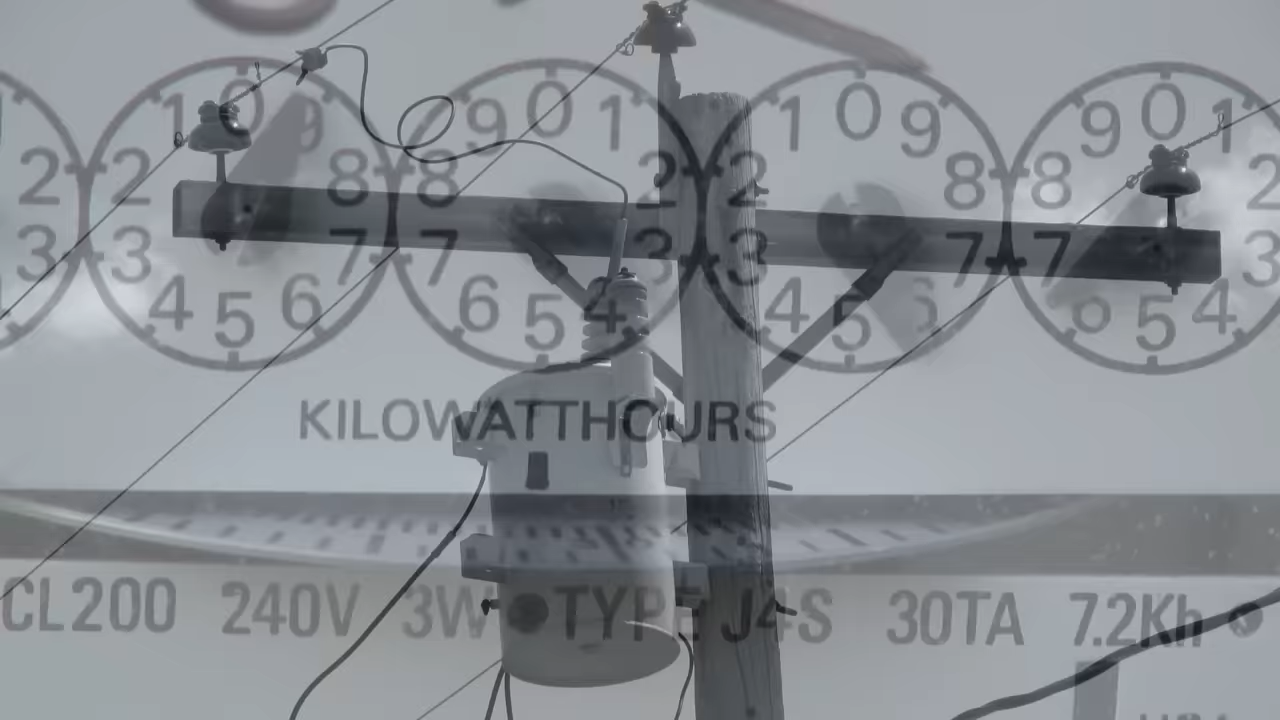 1 0 9 9 0 1 1 0 9 9 0 1
2 2 8 8 2 2 8 8 2
3 3 7 7 3 3 7 7 3
4 5 6 6 5 4 4 5 6 6 5 4
KILOWATTHOURS
CL200 240V 3W TYPE J4S 30TA 7.2Kh